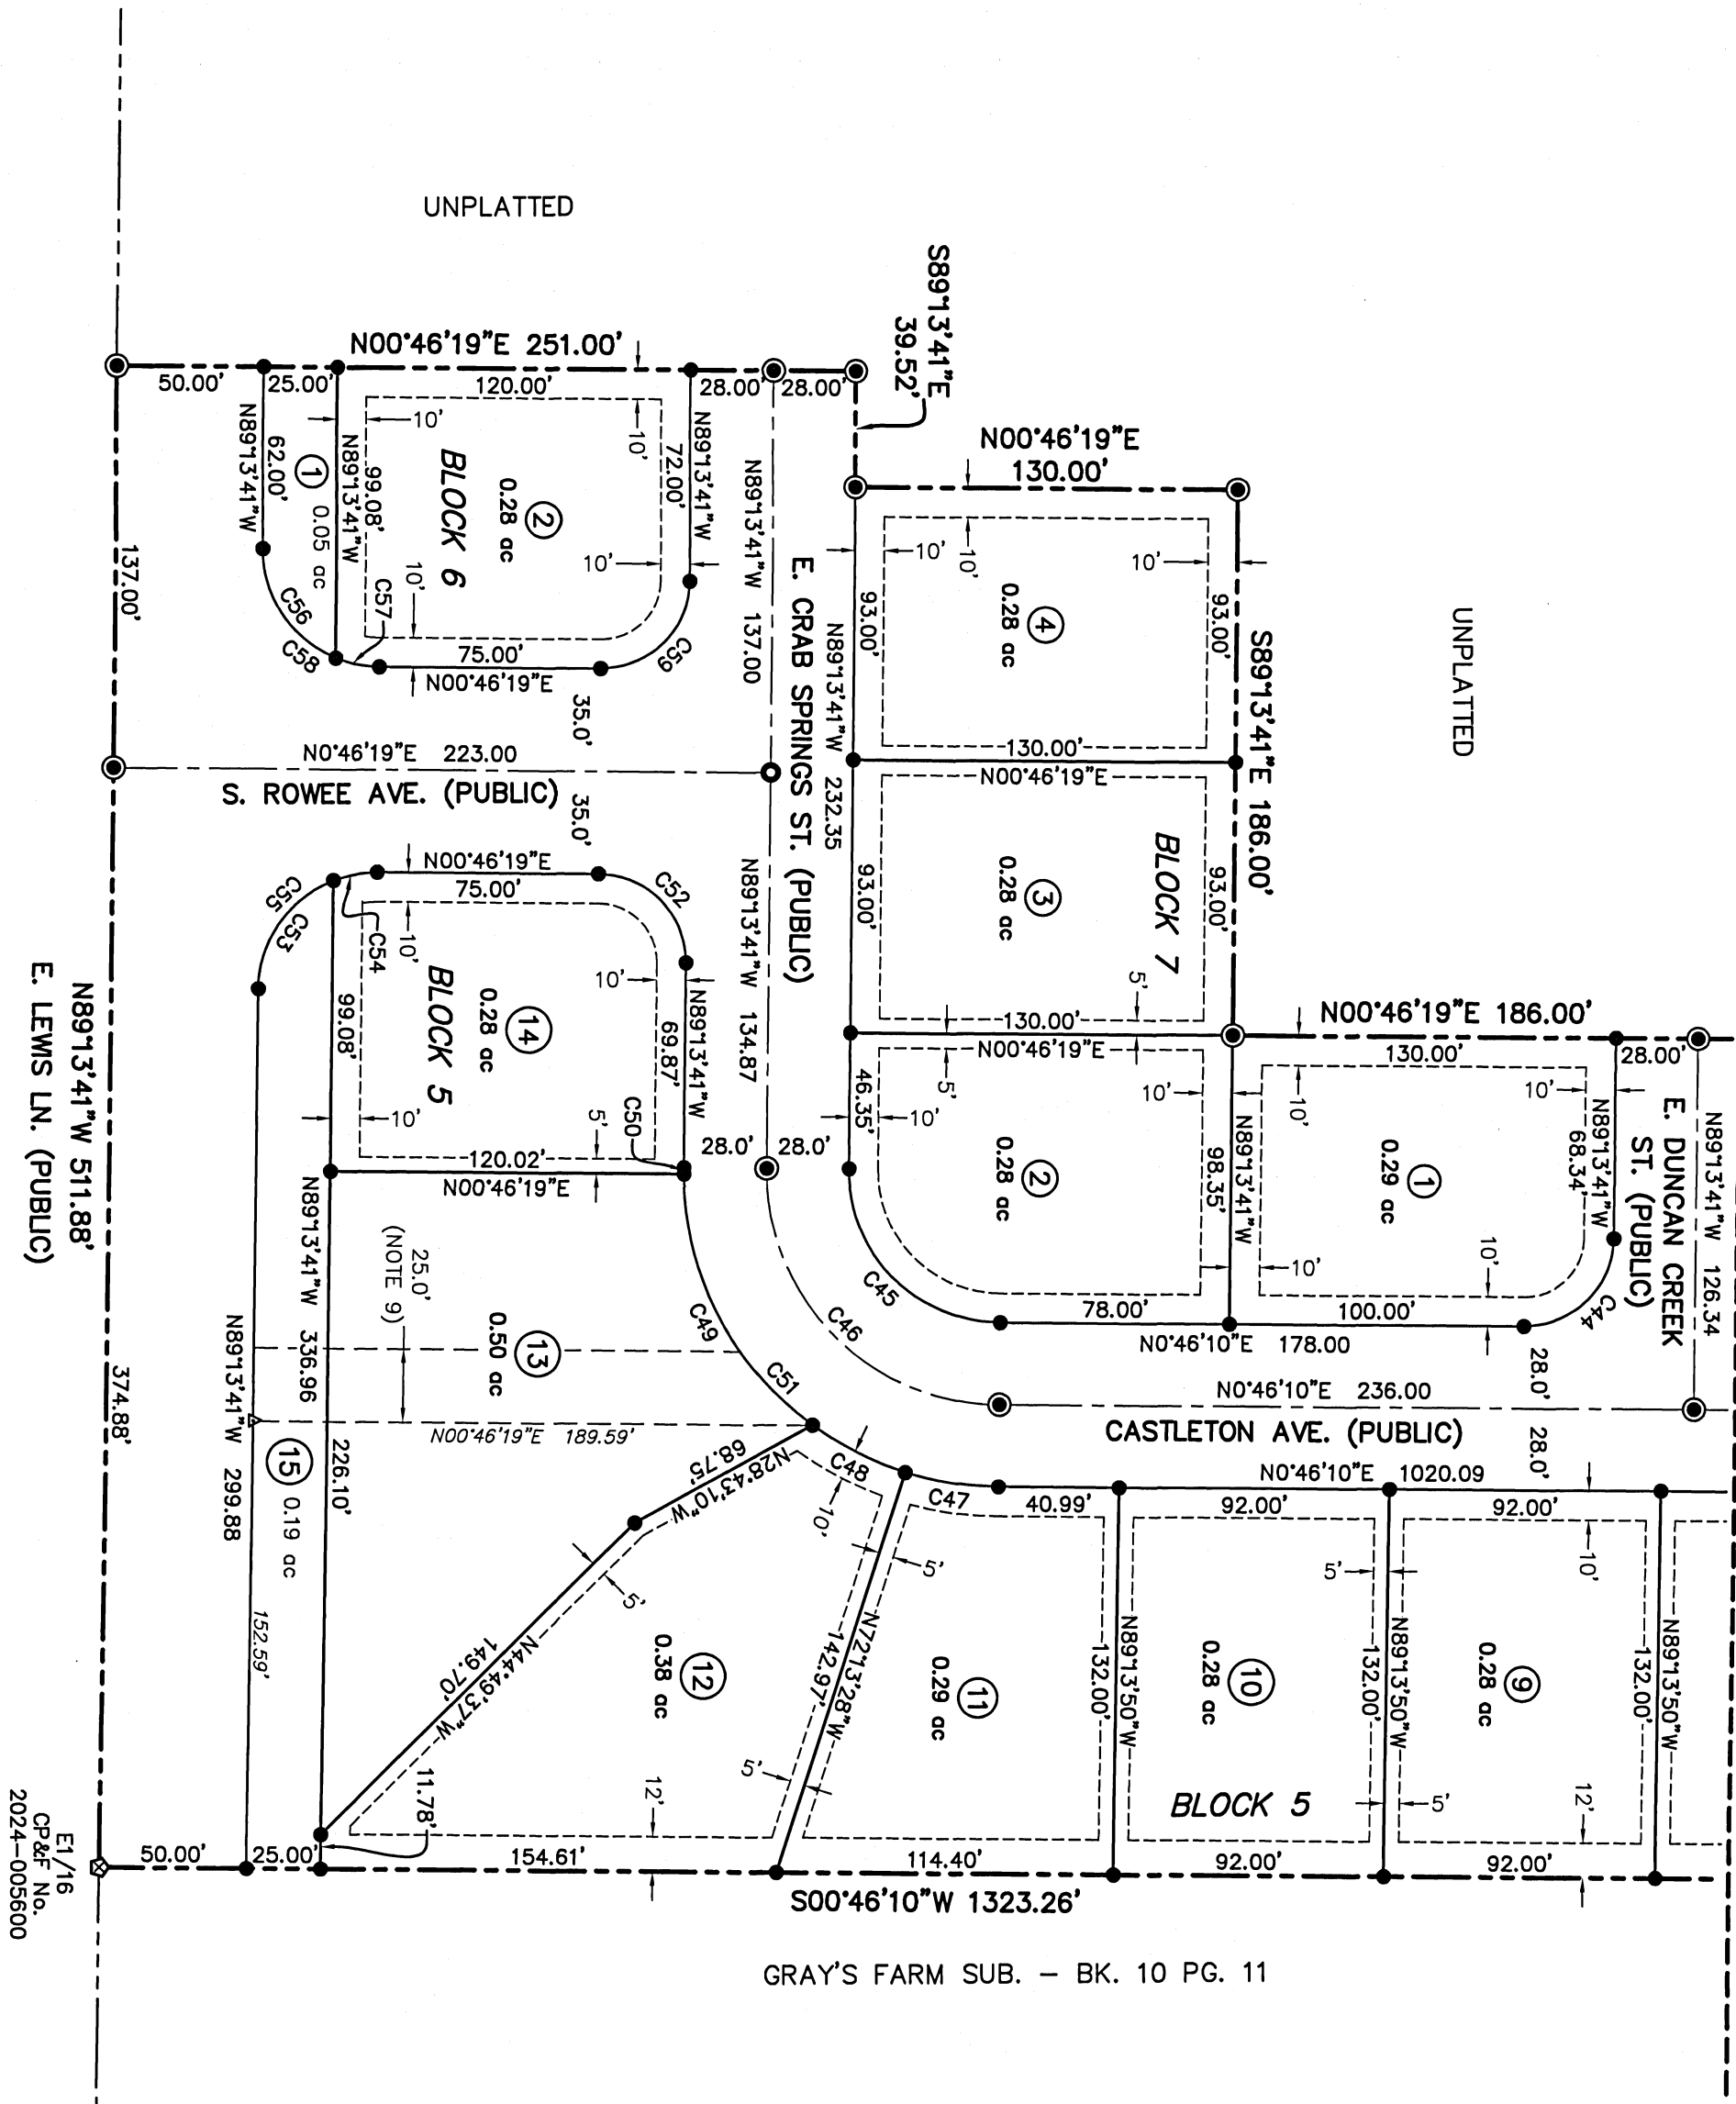 UNPLATTED
N00°46'19"E 251.00'
50.00'
25.00'
120.00'
28.00'
28.00'
S89°13'41"E
39.52'
N00°46'19"E
130.00'
UNPLATTED
S89°13'41"E 186.00'
93.00'
93.00'
N89°13'41"W
62.00'
1
0.05 ac
N89°13'41"W
99.08'
10'
BLOCK 6
2
0.28 ac
10'
10'
10'
N89°13'41"W
72.00'
C56
C57
C58
C59
75.00'
N00°46'19"E
35.0'
N89°13'41"W 137.00
E. CRAB SPRINGS ST. (PUBLIC)
N89°13'41"W 232.35
93.00'
93.00'
46.35'
4
0.28 ac
10'
10'
10'
130.00'
N00°46'19"E
3
0.28 ac
BLOCK 7
5'
130.00'
N00°46'19"E
5'
10'
10'
2
0.28 ac
N89°13'41"W
98.35'
10'
10'
C45
78.00'
N00°46'19"E 186.00'
130.00'
28.00'
10'
10'
N89°13'41"W
68.34'
1
0.29 ac
10'
100.00'
C44
N0°46'10"E 178.00
E. DUNCAN CREEK
ST. (PUBLIC)
N89°13'41"W 126.34
28.0'
28.0'
N0°46'10"E 236.00
CASTLETON AVE. (PUBLIC)
N0°46'10"E 1020.09
137.00'
N0°46'19"E 223.00
S. ROWEE AVE. (PUBLIC)
35.0'
N89°13'41"W 134.87
28.0'
28.0'
C46
N00°46'19"E
75.00'
C52
C53
C54
C55
10'
10'
BLOCK 5
14
0.28 ac
99.08'
10'
N89°13'41"W
69.87'
C50
5'
120.02'
N00°46'19"E
N89°13'41"W 336.96
25.0'
(NOTE 9)
13
0.50 ac
C49
C51
N00°46'19"E 189.59'
N89°13'41"W 299.88
15
0.19 ac
226.10'
152.59'
N28°43'10"W
68.75'
N44°49'37"W
149.70'
5'
11.78'
C48
10'
C47
40.99'
92.00'
92.00'
12
0.38 ac
12'
5'
N72°13'28"W
142.97'
5'
11
0.29 ac
N89°13'50"W
132.00'
10
0.28 ac
5'
N89°13'50"W
132.00'
5'
BLOCK 5
9
0.28 ac
10'
12'
N89°13'50"W
132.00'
50.00'
25.00'
154.61'
114.40'
92.00'
92.00'
S00°46'10"W 1323.26'
GRAY'S FARM SUB. – BK. 10 PG. 11
374.88'
N89°13'41"W 511.88'
E. LEWIS LN. (PUBLIC)
E1/16
CP&F No.
2024–005600